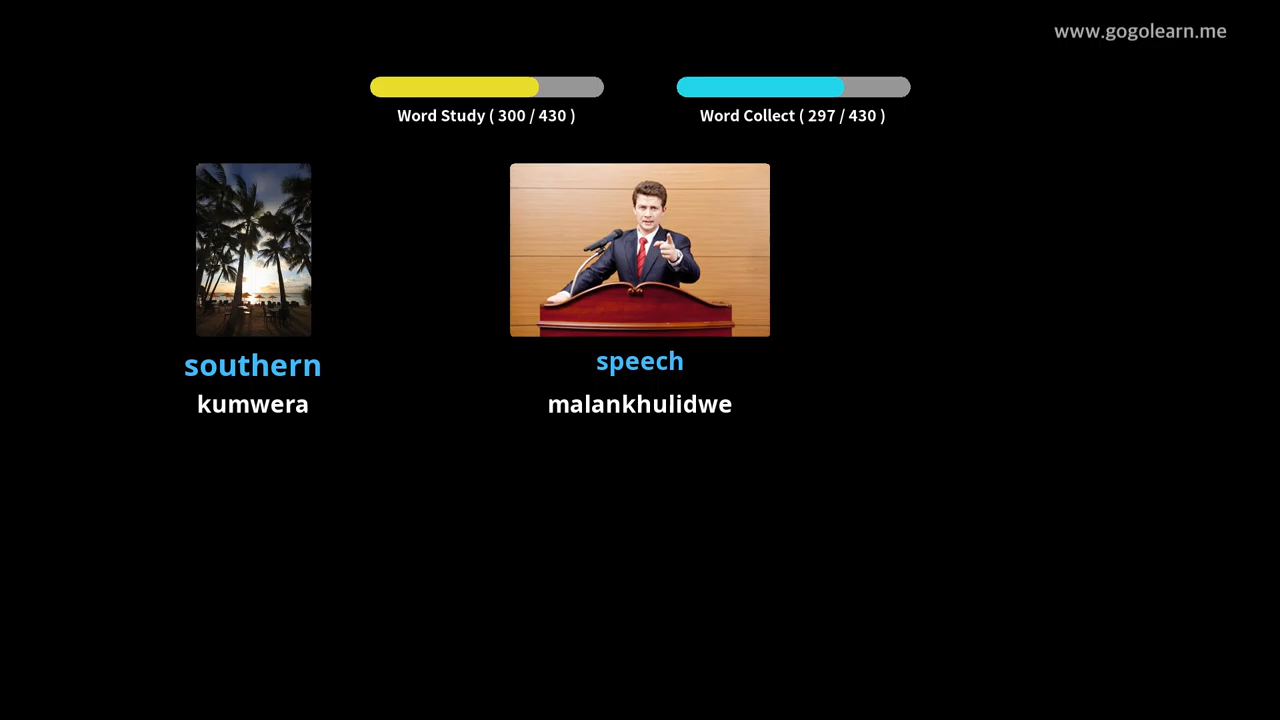 www.gogolearn.me
Word Study ( 300 / 430 )
Word Collect ( 297 / 430 )
southern
kumwera
speech
malankhulidwe